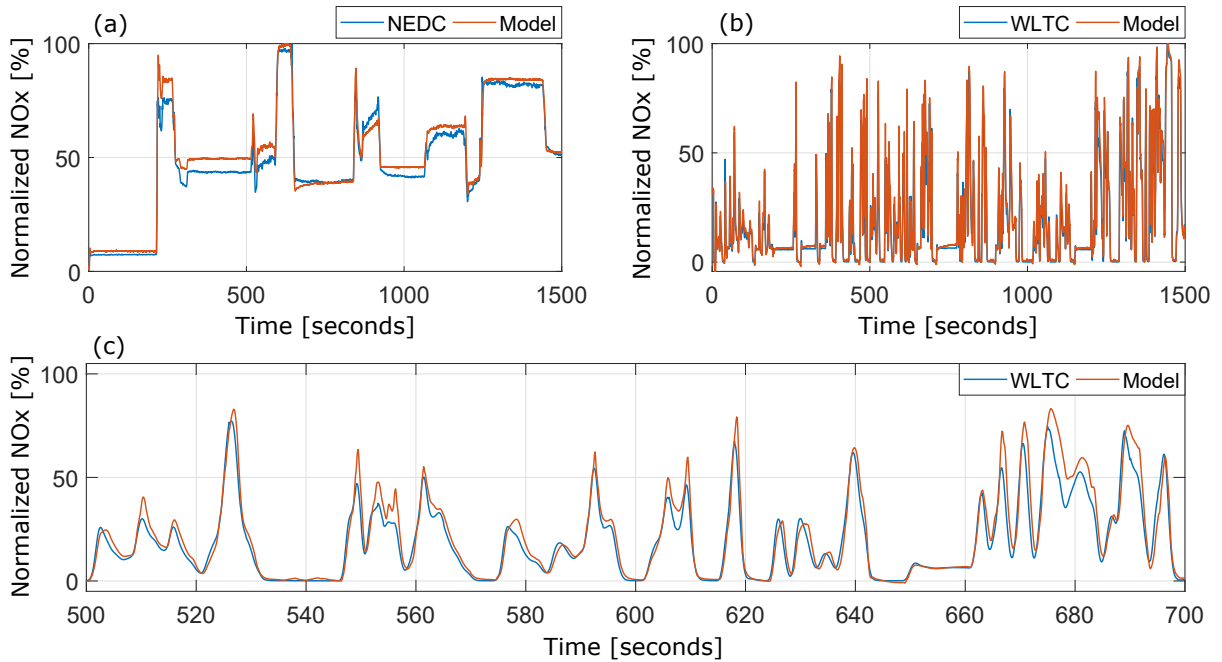 (a)
NEDC Model
Normalized NOx [%]
100
50
0
0 500 1000 1500
Time [seconds]
(b)
WLTC Model
Normalized NOx [%]
100
50
0
0 500 1000 1500
Time [seconds]
(c)
WLTC Model
Normalized NOx [%]
100
50
0
500 520 540 560 580 600 620 640 660 680 700
Time [seconds]